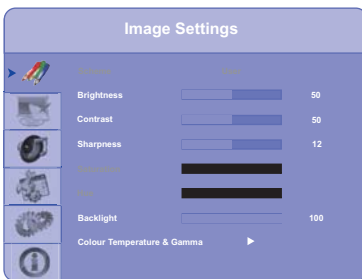 Image Settings
Brightness 50
Contrast 50
Sharpness 12
Backlight 100
Colour Temperature & Gamma